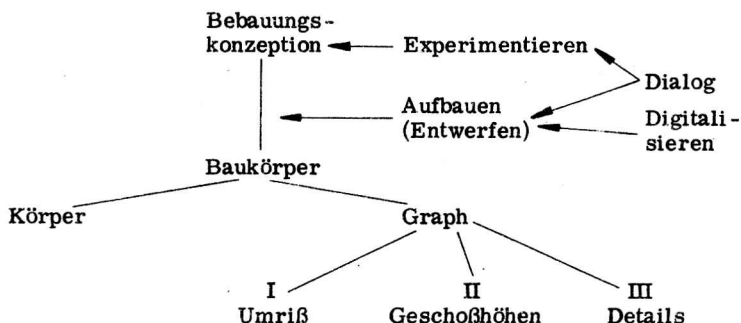 Bebauungs-
konzeption
Experimentieren
Dialog
Aufbauen
(Entwerfen)
Digitali-
sieren
Baukörper
Körper
Graph
I
Umriß
II
Geschoßhöhen
III
Details